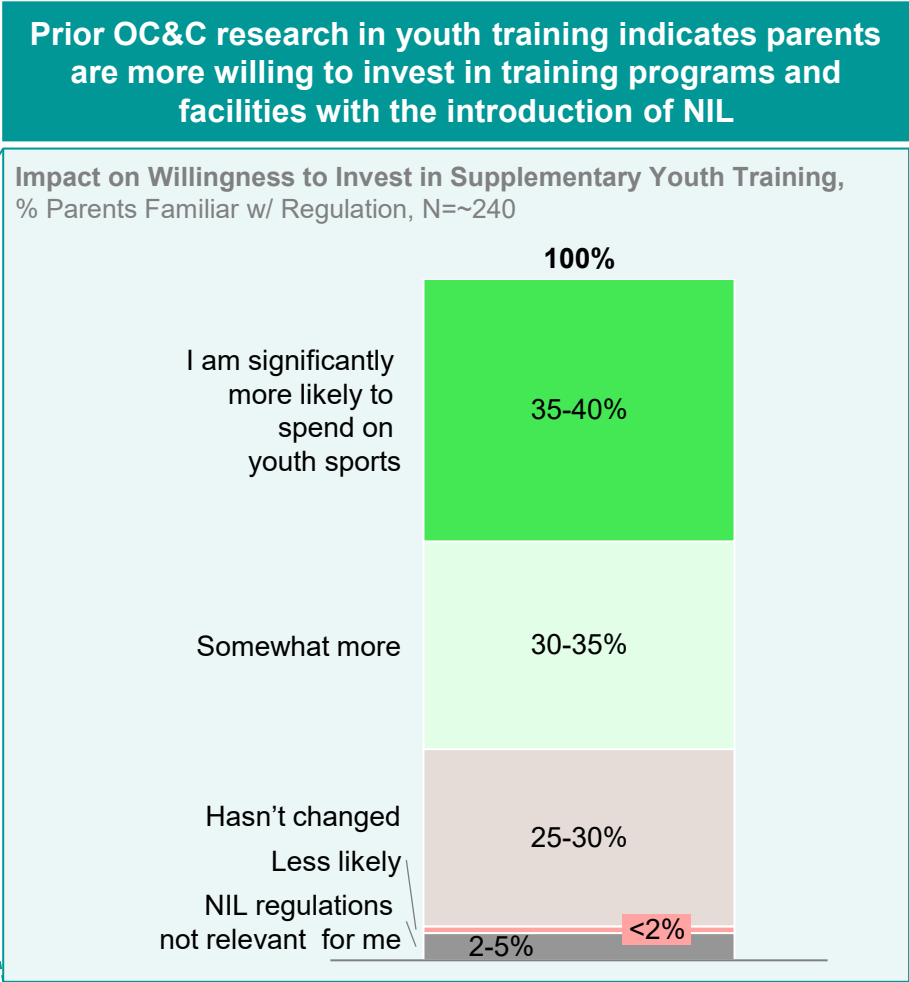 Prior OC&C research in youth training indicates parents
are more willing to invest in training programs and
facilities with the introduction of NIL
Impact on Willingness to Invest in Supplementary Youth Training,
% Parents Familiar w/ Regulation, N=~240
100%
I am significantly
more likely to
spend on
youth sports
35-40%
Somewhat more
30-35%
Hasn’t changed
25-30%
Less likely
<2%
NIL regulations
not relevant for me
2-5%